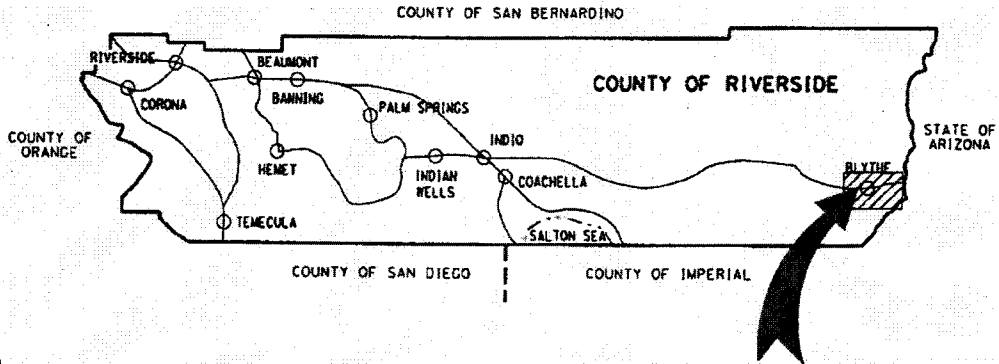 COUNTY OF SAN BERNARDINO
RIVERSIDE
BEAUMONT
COUNTY OF RIVERSIDE
BANNING
CORONA
PALM SPRINGS
COUNTY OF
ORANGE
STATE OF
ARIZONA
INDIO
HEMET
INDIAN
WELLS
COACHELLA
BLYTHE
TEMECULA
SALTON SEA
COUNTY OF SAN DIEGO
COUNTY OF IMPERIAL